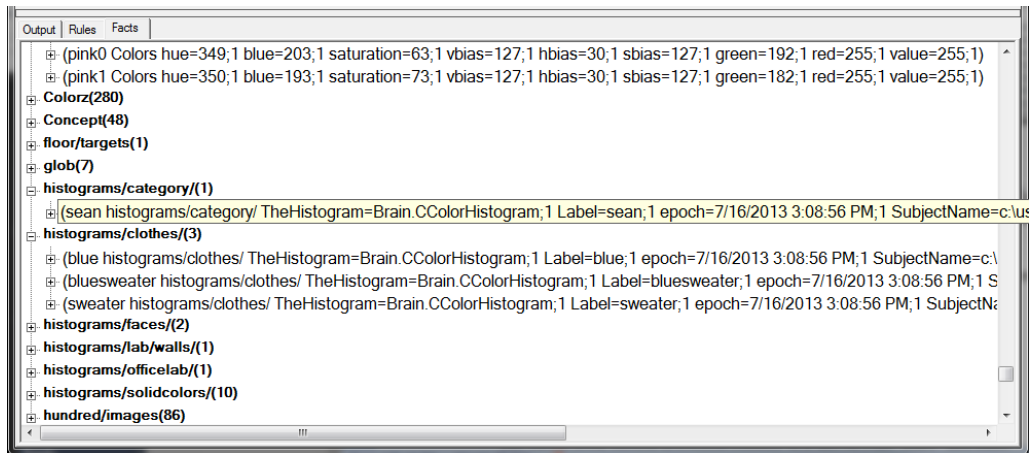 Output Rules Facts
(pink0 Colors hue=349;1 blue=203;1 saturation=63;1 vbias=127;1 hbias=30;1 sbias=127;1 green=192;1 red=255;1 value=255;1)
(pink1 Colors hue=350;1 blue=193;1 saturation=73;1 vbias=127;1 hbias=30;1 sbias=127;1 green=182;1 red=255;1 value=255;1)
Colorz(280)
Concept(48)
floor/targets(1)
glob(7)
histograms/category/(1)
(sean histograms/category/ TheHistogram=Brain.CColorHistogram;1 Label=sean;1 epoch=7/16/2013 3:08:56 PM;1 SubjectName=c:\us
histograms/clothes/(3)
(blue histograms/clothes/ TheHistogram=Brain.CColorHistogram;1 Label=blue;1 epoch=7/16/2013 3:08:56 PM;1 SubjectName=c:\
(bluesweater histograms/clothes/ TheHistogram=Brain.CColorHistogram;1 Label=bluesweater;1 epoch=7/16/2013 3:08:56 PM;1 S
(sweater histograms/clothes/ TheHistogram=Brain.CColorHistogram;1 Label=sweater;1 epoch=7/16/2013 3:08:56 PM;1 SubjectNa
histograms/faces/(2)
histograms/lab/walls/(1)
histograms/officelab/(1)
histograms/solidcolors/(10)
hundred/images(86)